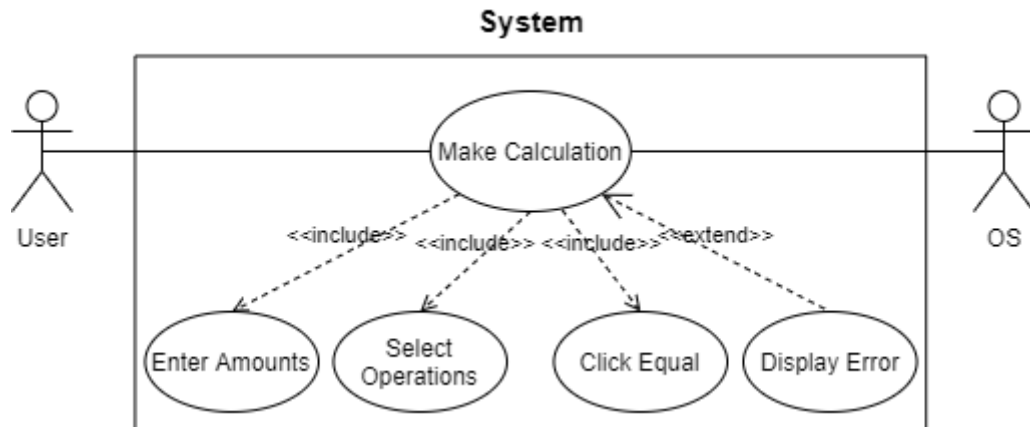 System
Make Calculation
User
OS
<<include>>
<<include>>
<<include>>
<<extend>>
Enter Amounts
Select
Operations
Click Equal
Display Error